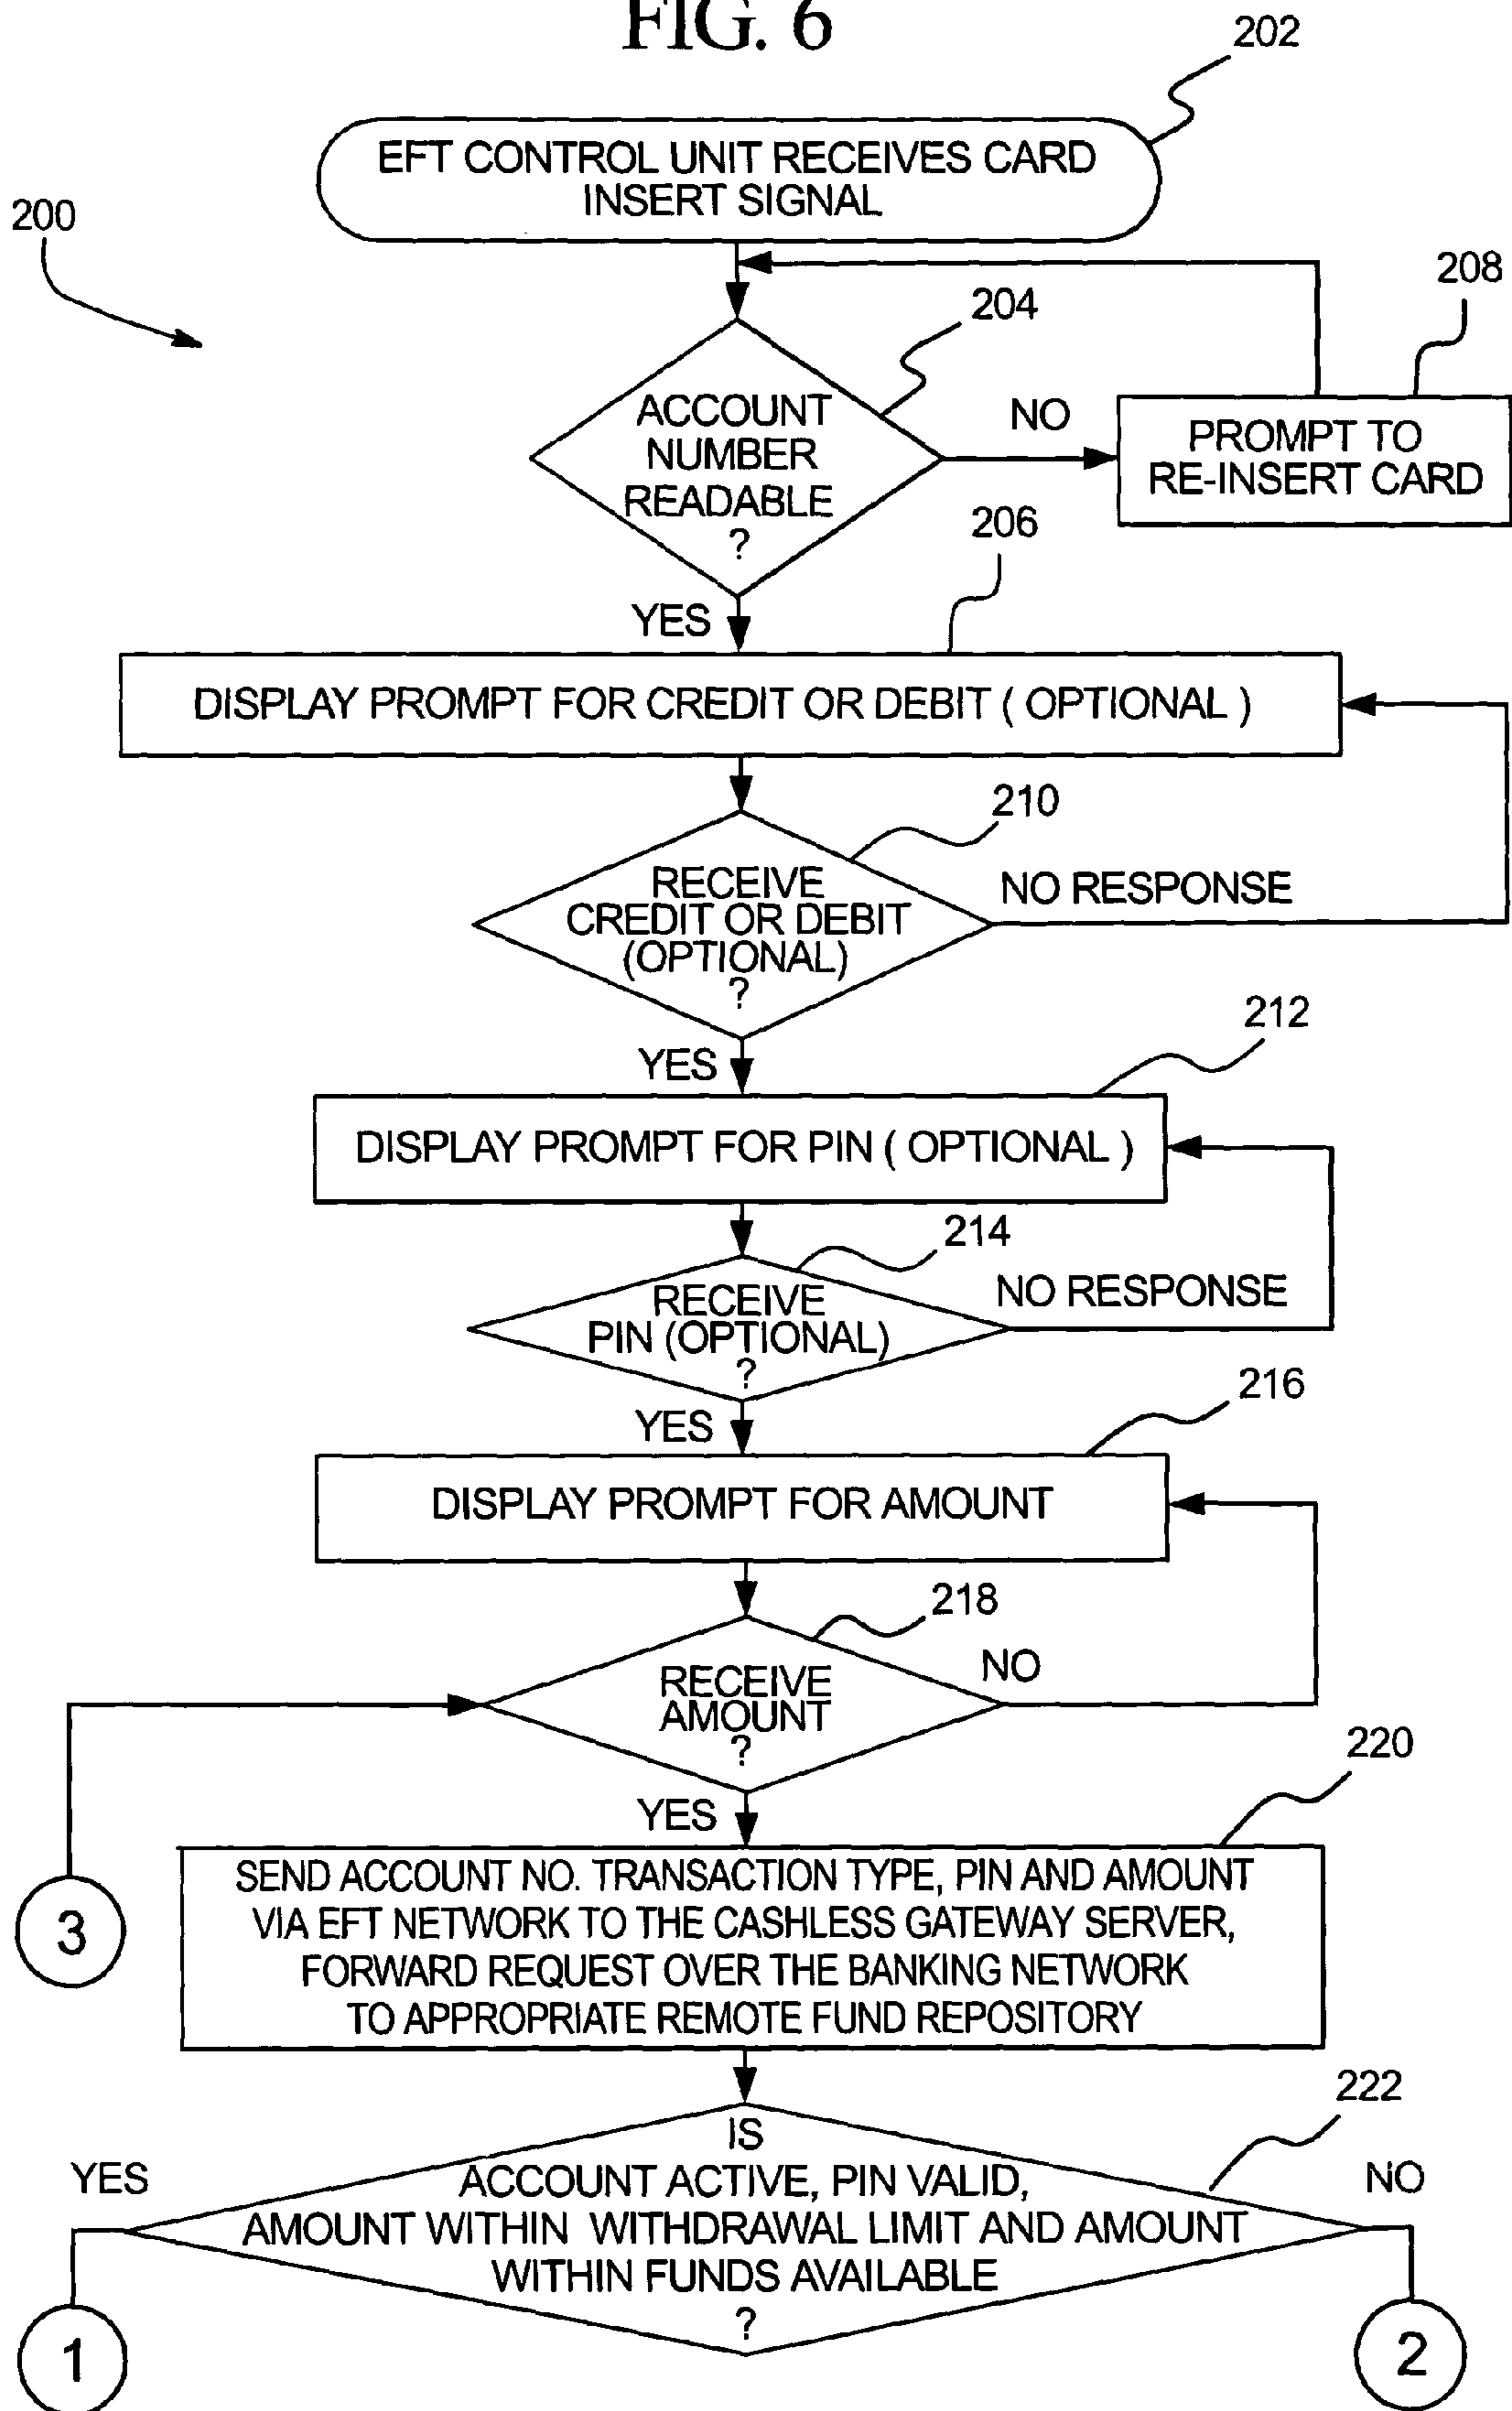 FIG. 6
202
EFT CONTROL UNIT RECEIVES CARD
INSERT SIGNAL
200
208
204
ACCOUNT
NUMBER
READABLE
?
NO
PROMPT TO
RE-INSERT CARD
206
YES
DISPLAY PROMPT FOR CREDIT OR DEBIT ( OPTIONAL )
210
RECEIVE
CREDIT OR DEBIT
(OPTIONAL)
?
NO RESPONSE
212
YES
DISPLAY PROMPT FOR PIN ( OPTIONAL )
214
RECEIVE
PIN (OPTIONAL)
?
NO RESPONSE
216
YES
DISPLAY PROMPT FOR AMOUNT
218
RECEIVE
AMOUNT
?
NO
220
YES
SEND ACCOUNT NO. TRANSACTION TYPE, PIN AND AMOUNT
VIA EFT NETWORK TO THE CASHLESS GATEWAY SERVER,
FORWARD REQUEST OVER THE BANKING NETWORK
TO APPROPRIATE REMOTE FUND REPOSITORY
3
222
IS
ACCOUNT ACTIVE, PIN VALID,
AMOUNT WITHIN WITHDRAWAL LIMIT AND AMOUNT
WITHIN FUNDS AVAILABLE
?
YES
NO
1
2